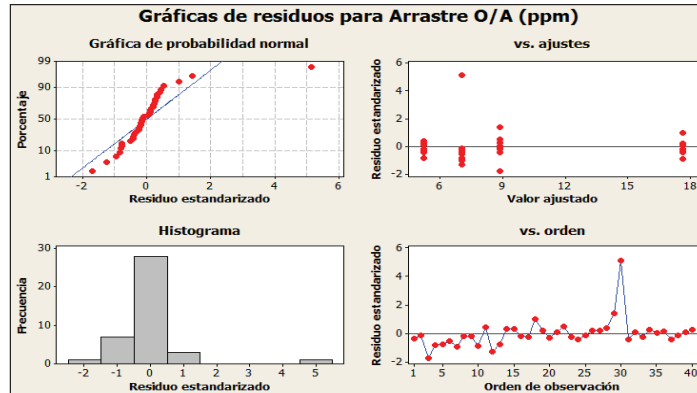 Gráficas de residuos para Arrastre O/A (ppm)
Gráfica de probabilidad normal
99
90
50
10
1
Porcentaje
-2 0 2 4 6
Residuo estandarizado
vs. ajustes
6
4
2
0
-2
Residuo estandarizado
6 9 12 15 18
Valor ajustado
Histograma
30
20
10
0
Frecuencia
-2 -1 0 1 2 3 4 5
Residuo estandarizado
vs. orden
6
4
2
0
-2
Residuo estandarizado
1 5 10 15 20 25 30 35 40
Orden de observación